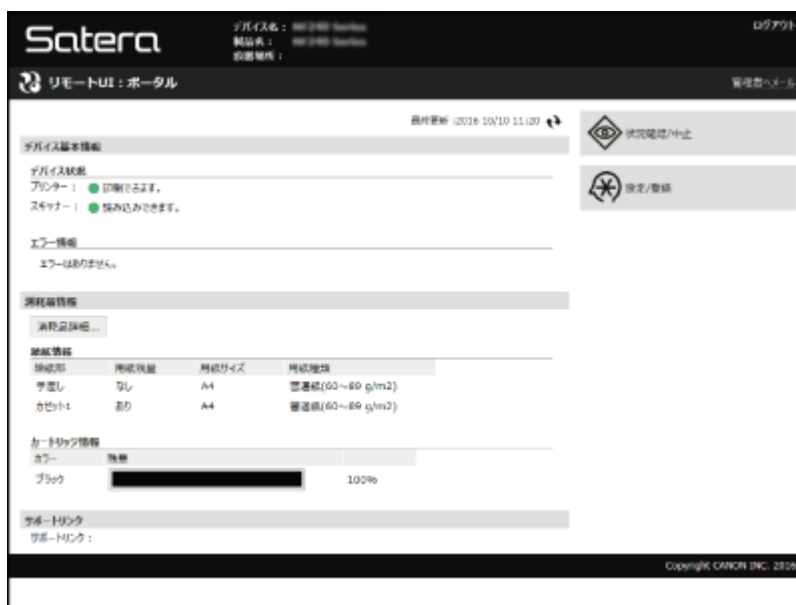 Satera
デバイス名：
製品名：
設置場所：
ログアウト
リモートUI：ポータル
管理者へメール
最終更新 :2016 10/10 11:20
状況確認/中止
設定/登録
デバイス基本情報
デバイス状態
プリンター： 印刷できます。
スキャナー： 読み込みできます。
エラー情報
エラーはありません。
消耗品情報
消耗品詳細...
給紙情報
給紙部 用紙残量 用紙サイズ 用紙種類
手差し なし A4 普通紙(60～89 g/m2)
カセット1 あり A4 普通紙(60～89 g/m2)
カートリッジ情報
カラー 残量
ブラック 100%
サポートリンク
サポートリンク：
Copyright CANON INC. 2016